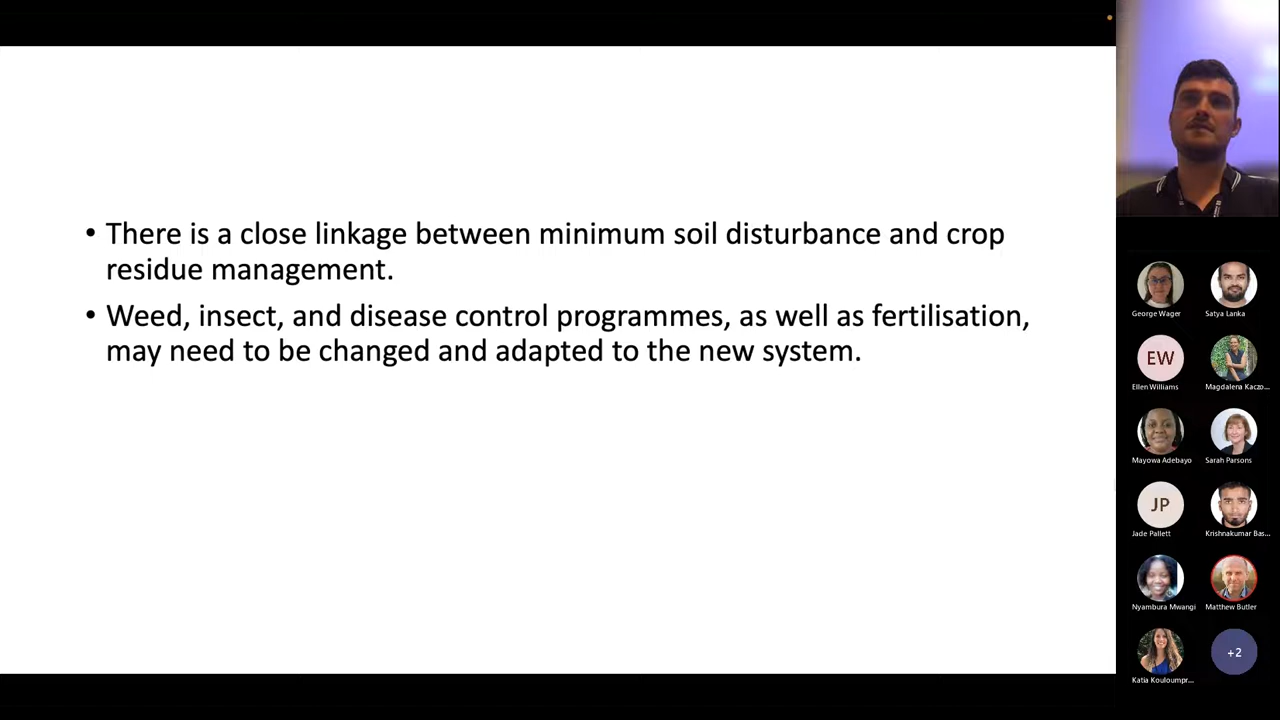 • There is a close linkage between minimum soil disturbance and crop
residue management.
• Weed, insect, and disease control programmes, as well as fertilisation,
may need to be changed and adapted to the new system.
George Wager
Satya Lanka
EW
Ellen Williams
Magdalena Kaczo...
Mayowa Adebayo
Sarah Parsons
JP
Jade Pallett
Krishnakumar Bas...
Nyambura Mwangi
Matthew Butler
Katia Kouloumpr...
+2